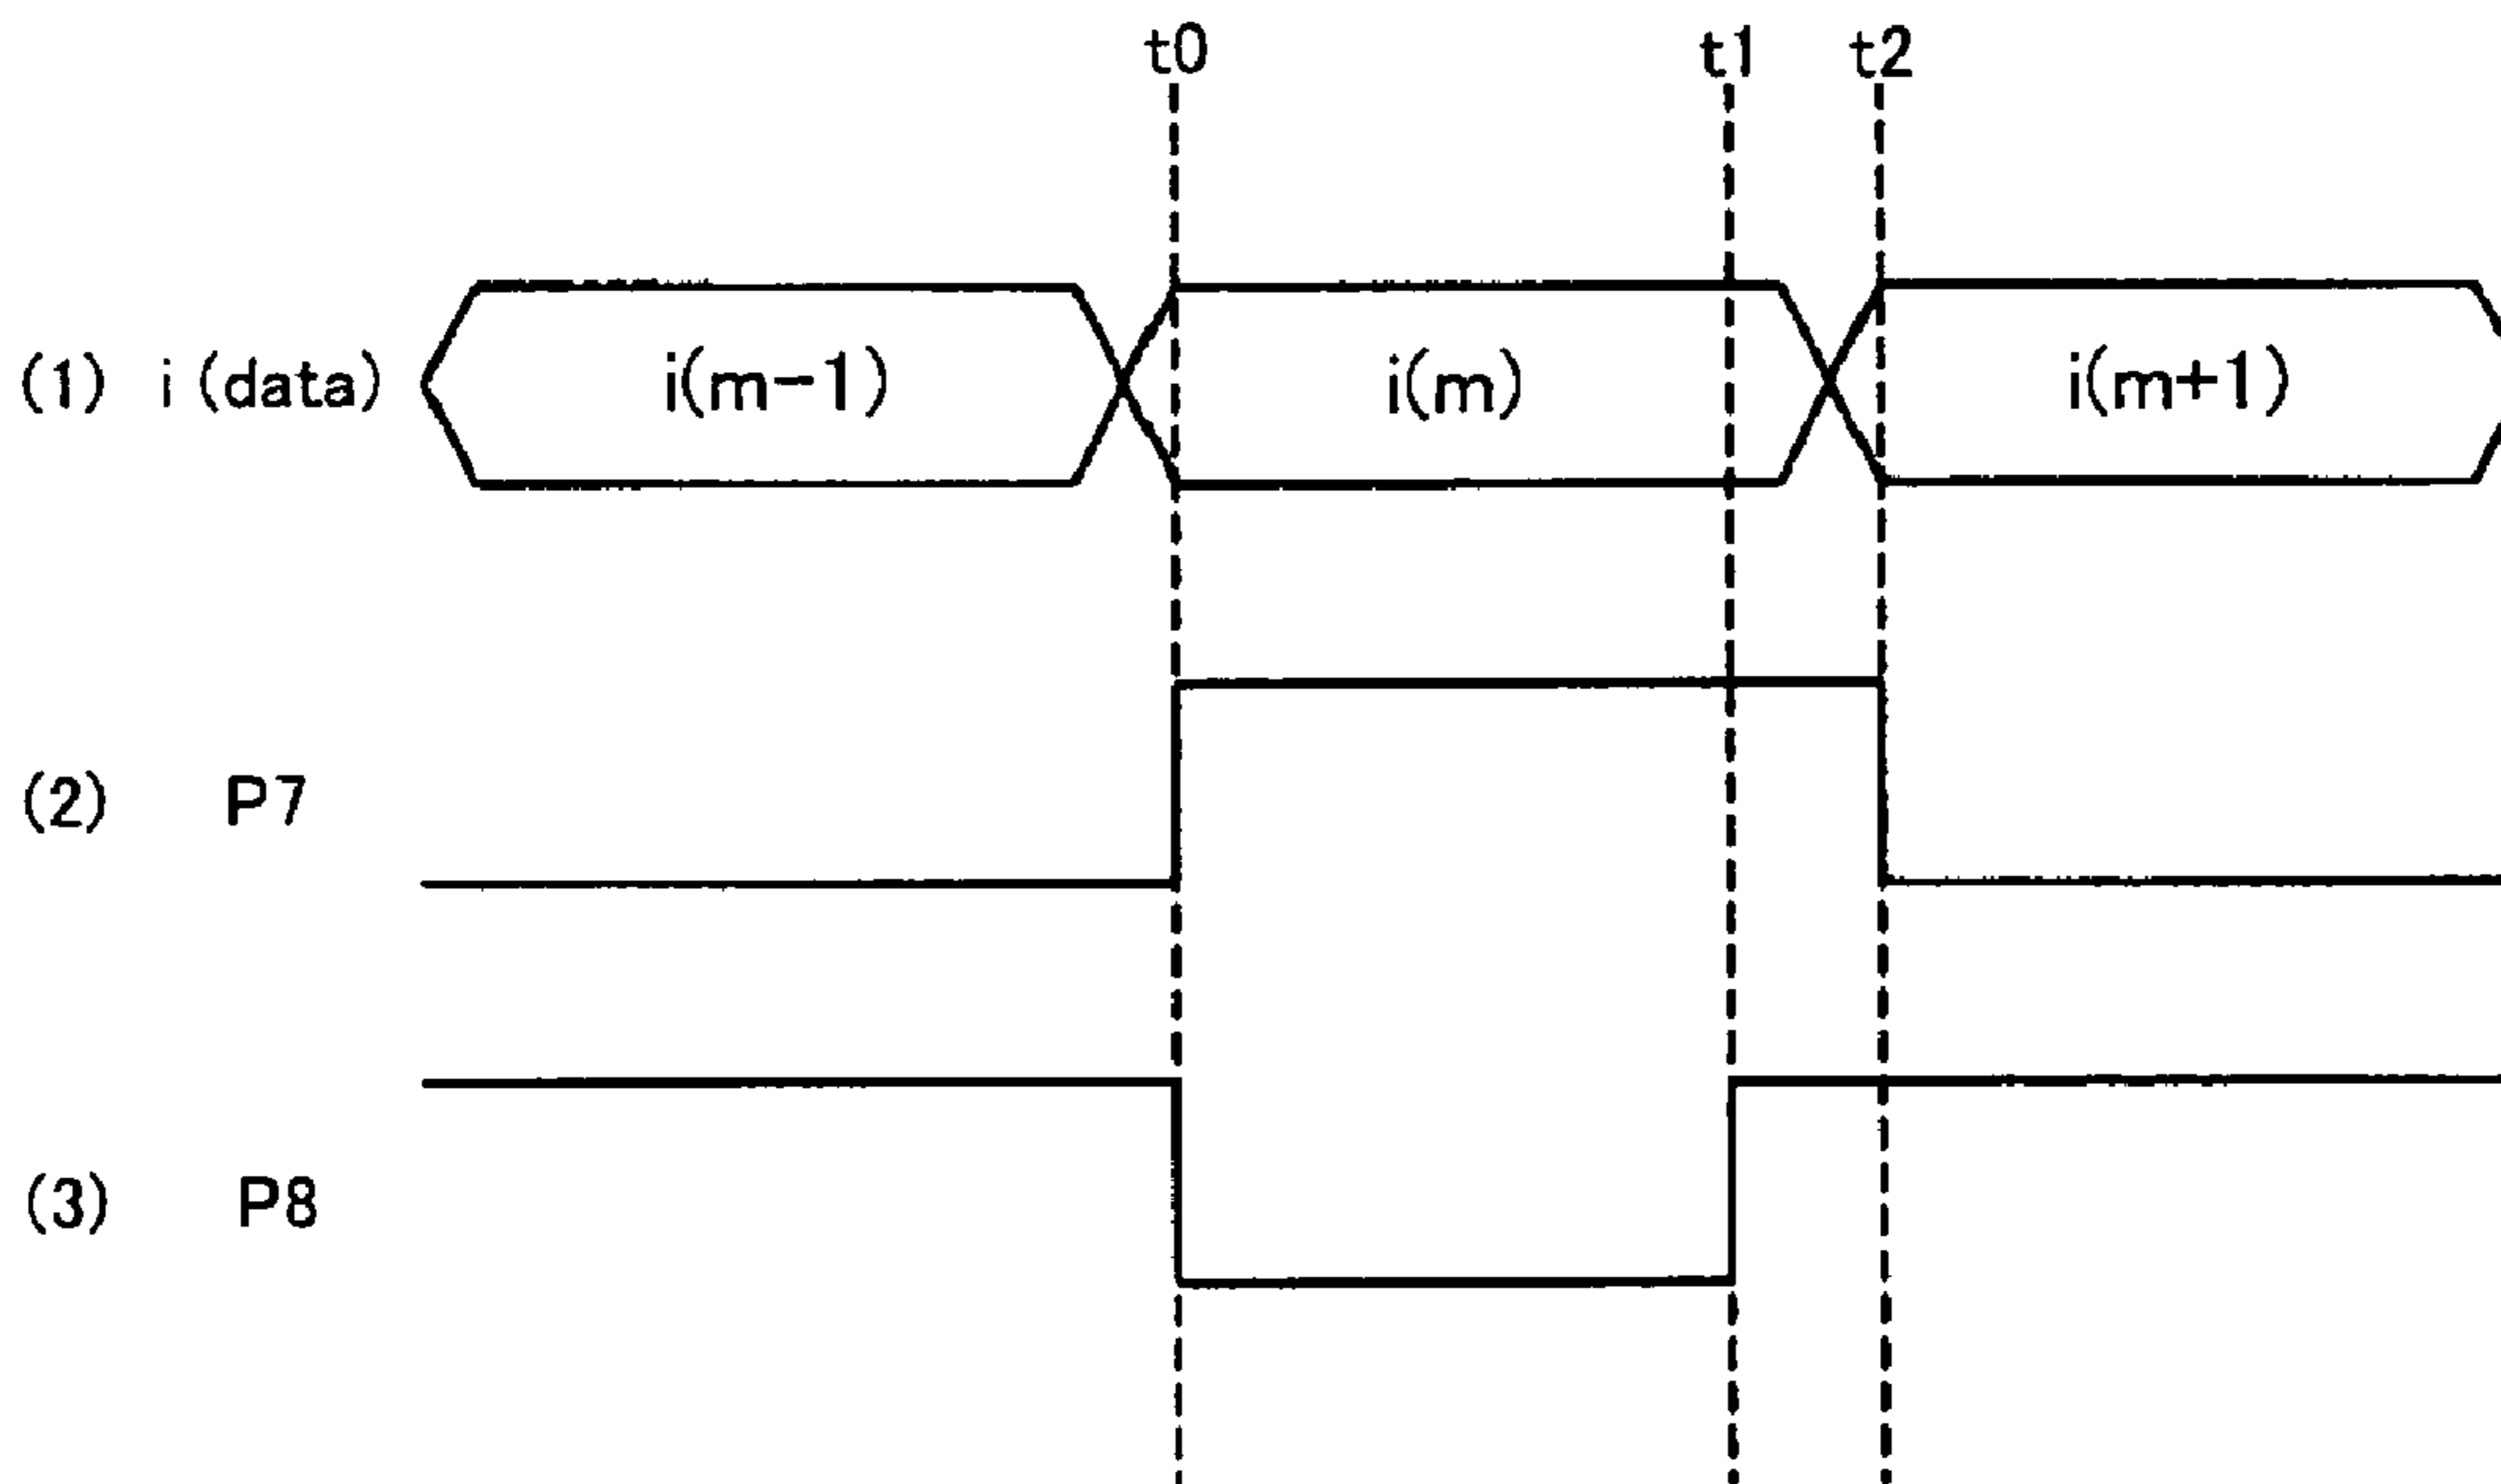 t0 t1 t2
(1) i (data) i(m-1) i(m) i(m+1)
(2) P7
(3) P8